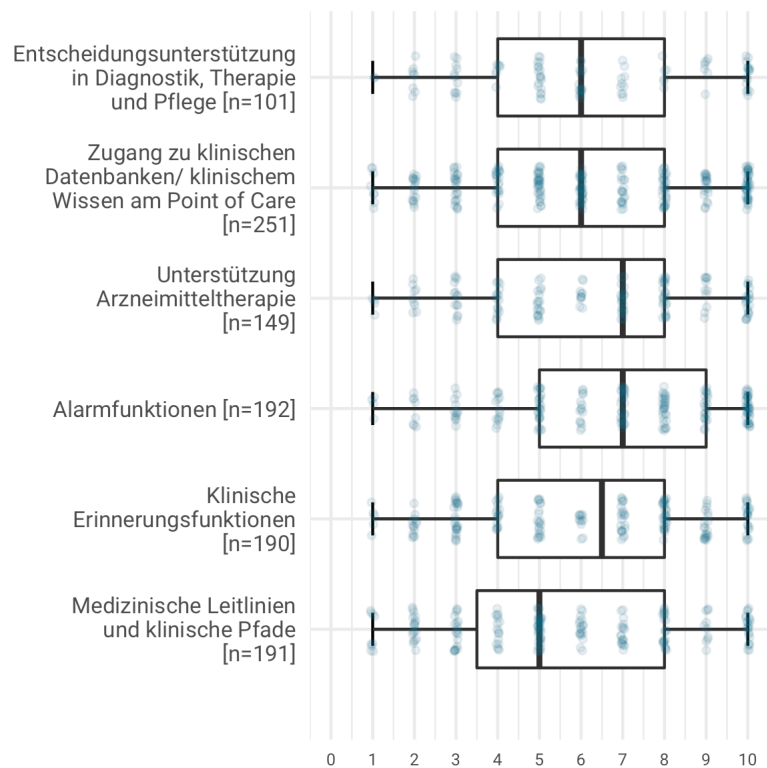 Entscheidungsunterstützung
in Diagnostik, Therapie
und Pflege [n=101]
Zugang zu klinischen
Datenbanken/ klinischem
Wissen am Point of Care
[n=251]
Unterstützung
Arzneimitteltherapie
[n=149]
Alarmfunktionen [n=192]
Klinische
Erinnerungsfunktionen
[n=190]
Medizinische Leitlinien
und klinische Pfade
[n=191]
0 1 2 3 4 5 6 7 8 9 10